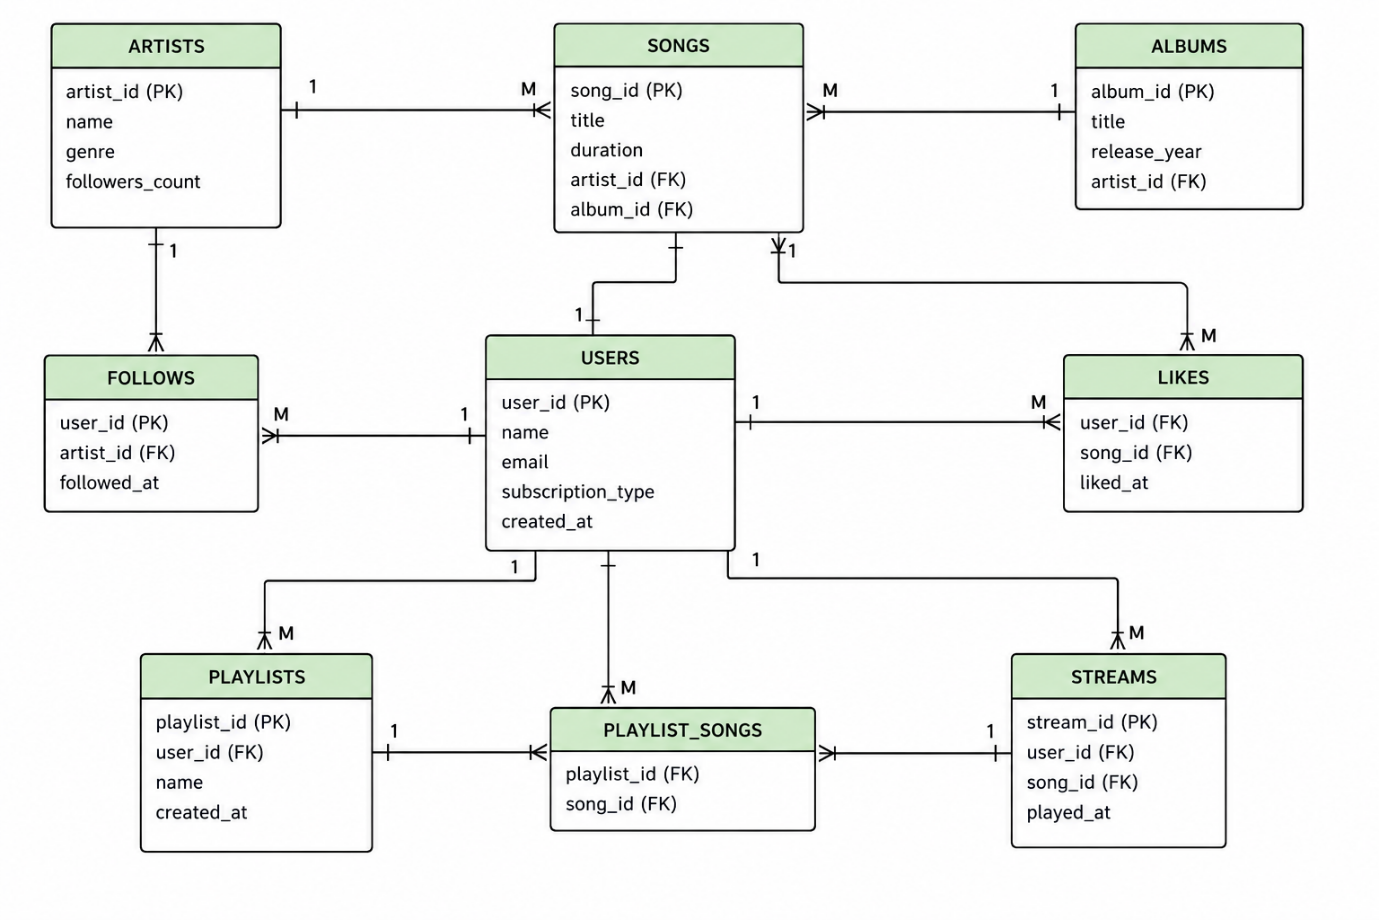 ARTISTS
artist_id (PK)
name
genre
followers_count
1
M
SONGS
song_id (PK)
title
duration
artist_id (FK)
album_id (FK)
M
1
ALBUMS
album_id (PK)
title
release_year
artist_id (FK)
1
1
1
M
FOLLOWS
user_id (PK)
artist_id (FK)
followed_at
M
1
USERS
user_id (PK)
name
email
subscription_type
created_at
1
M
LIKES
user_id (FK)
song_id (FK)
liked_at
1
1
M
M
M
PLAYLISTS
playlist_id (PK)
user_id (FK)
name
created_at
1
PLAYLIST_SONGS
playlist_id (FK)
song_id (FK)
1
STREAMS
stream_id (PK)
user_id (FK)
song_id (FK)
played_at